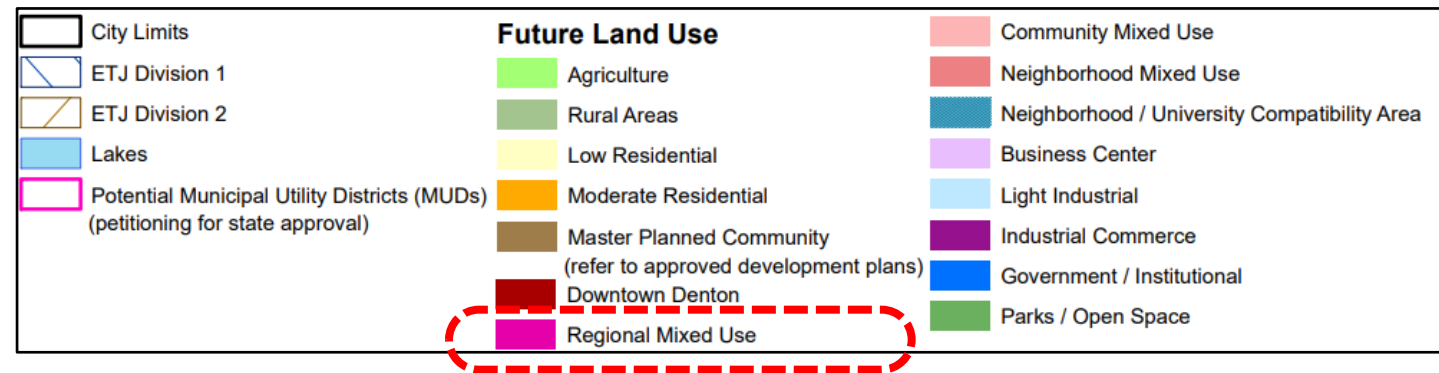 City Limits
ETJ Division 1
ETJ Division 2
Lakes
Potential Municipal Utility Districts (MUDs)
(petitioning for state approval)
Future Land Use
Agriculture
Rural Areas
Low Residential
Moderate Residential
Master Planned Community
(refer to approved development plans)
Downtown Denton
Regional Mixed Use
Community Mixed Use
Neighborhood Mixed Use
Neighborhood / University Compatibility Area
Business Center
Light Industrial
Industrial Commerce
Government / Institutional
Parks / Open Space